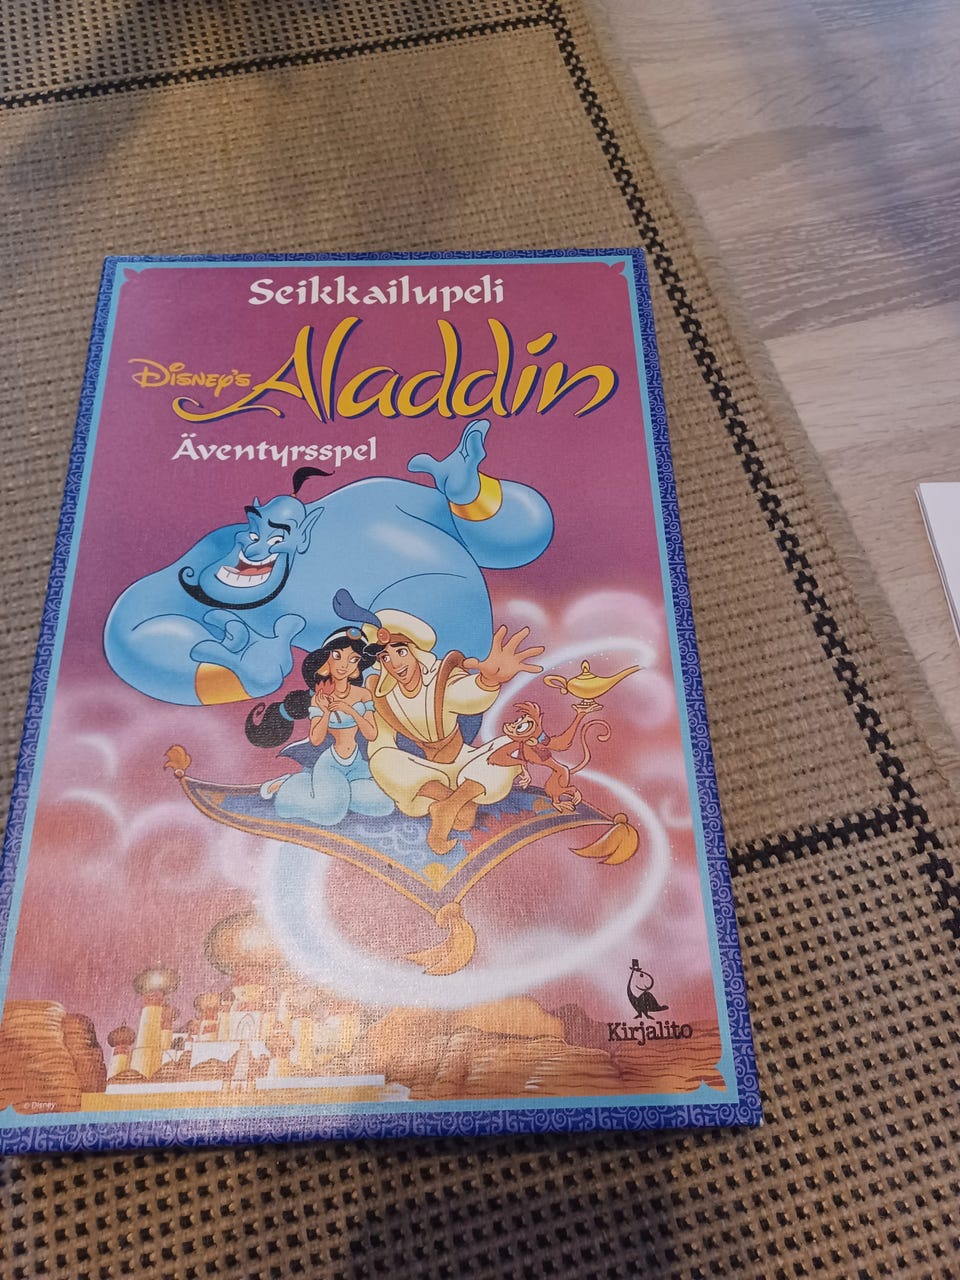 Seikkailupeli
Disney's Aladdin
Äventyrsspel
Kirjalito
© Disney